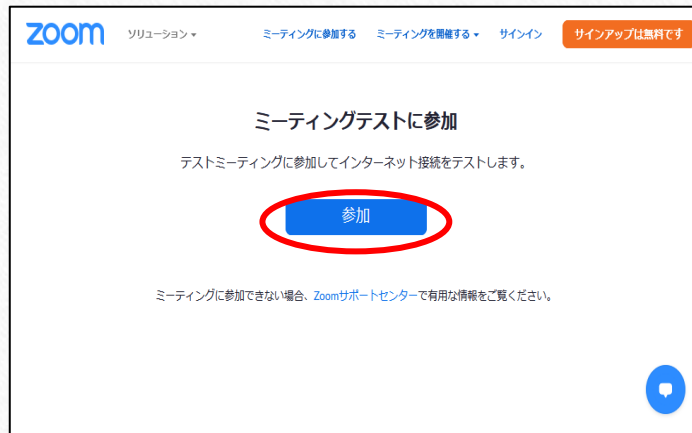 zoom ソリューション ミーティングに参加する ミーティングを開催する サインイン サインアップは無料です
ミーティングテストに参加
テストミーティングに参加してインターネット接続をテストします。
参加
ミーティングに参加できない場合、Zoomサポートセンターで有用な情報をご覧ください。